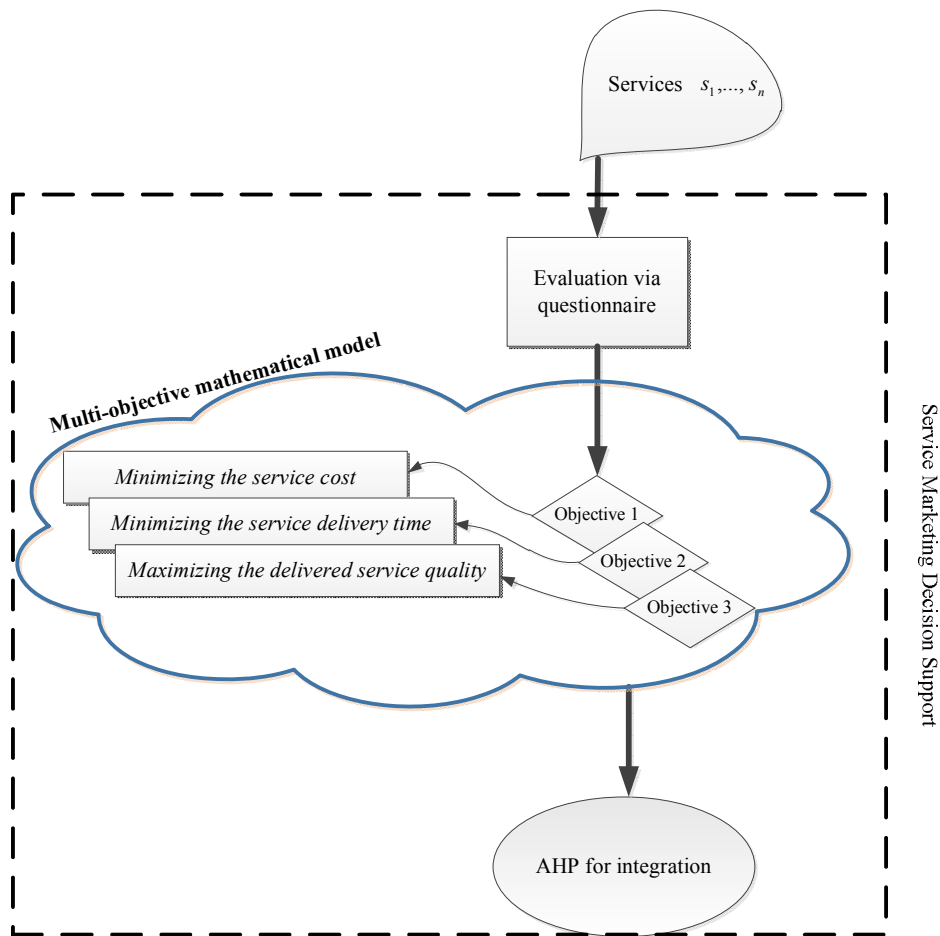 Services s1,..., sn
Evaluation via
questionnaire
Multi-objective mathematical model
Minimizing the service cost
Objective 1
Minimizing the service delivery time
Objective 2
Maximizing the delivered service quality
Objective 3
AHP for integration
Service Marketing Decision Support